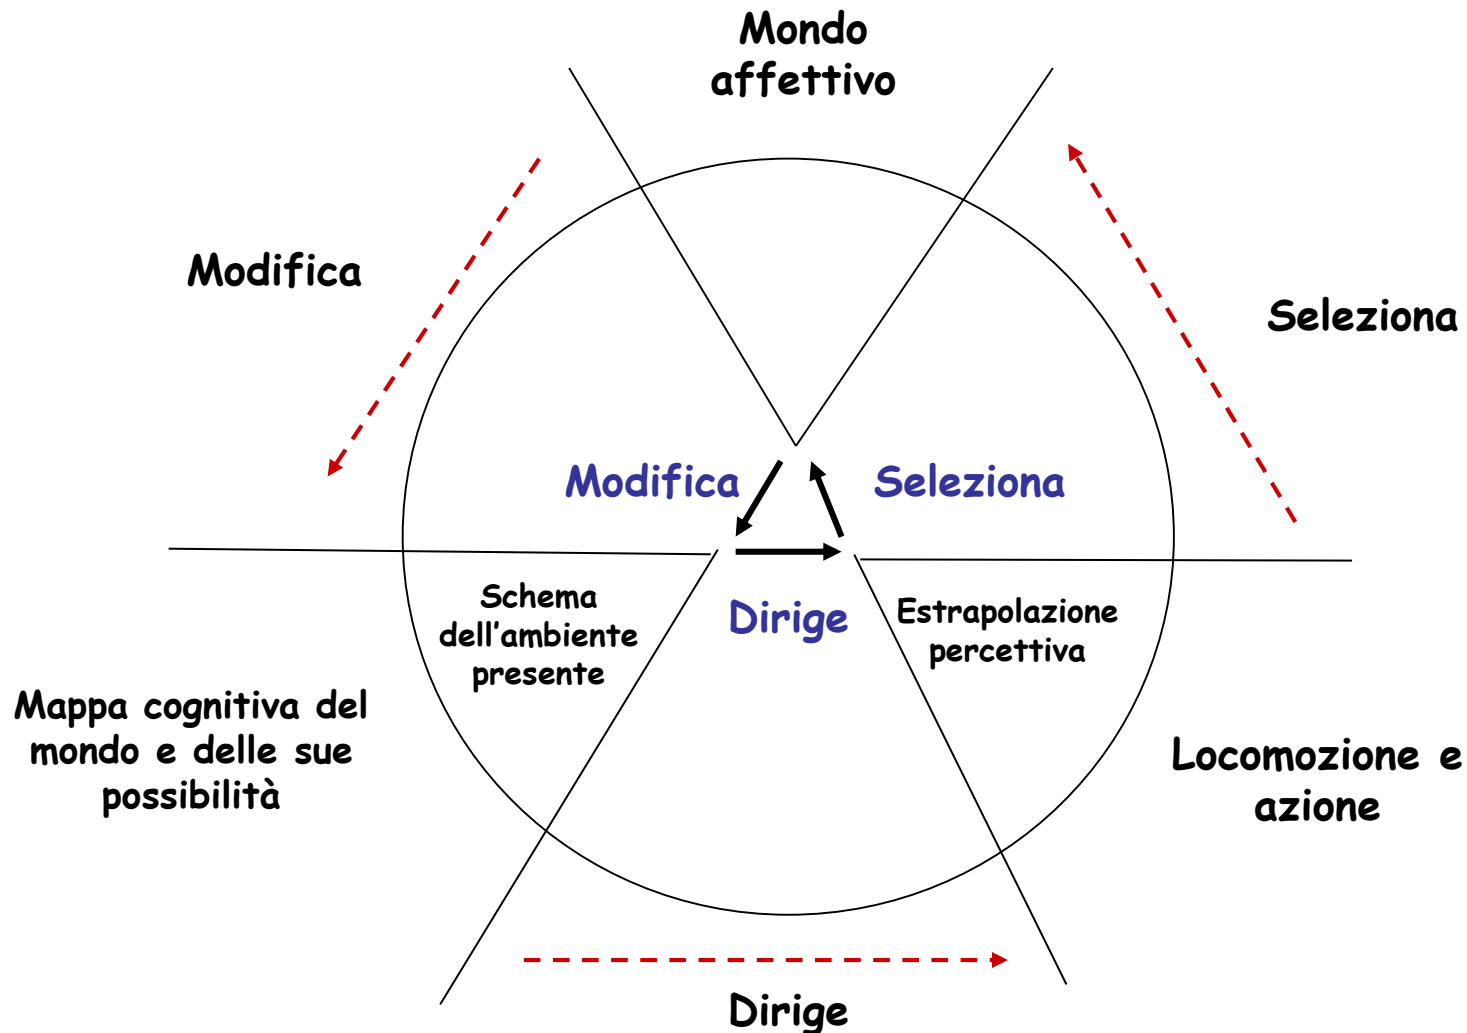 Mondo
affettivo
Modifica
Seleziona
Modifica
Seleziona
Dirige
Schema
dell'ambiente
presente
Estrapolazione
percettiva
Mappa cognitiva del
mondo e delle sue
possibilità
Locomozione e
azione
Dirige